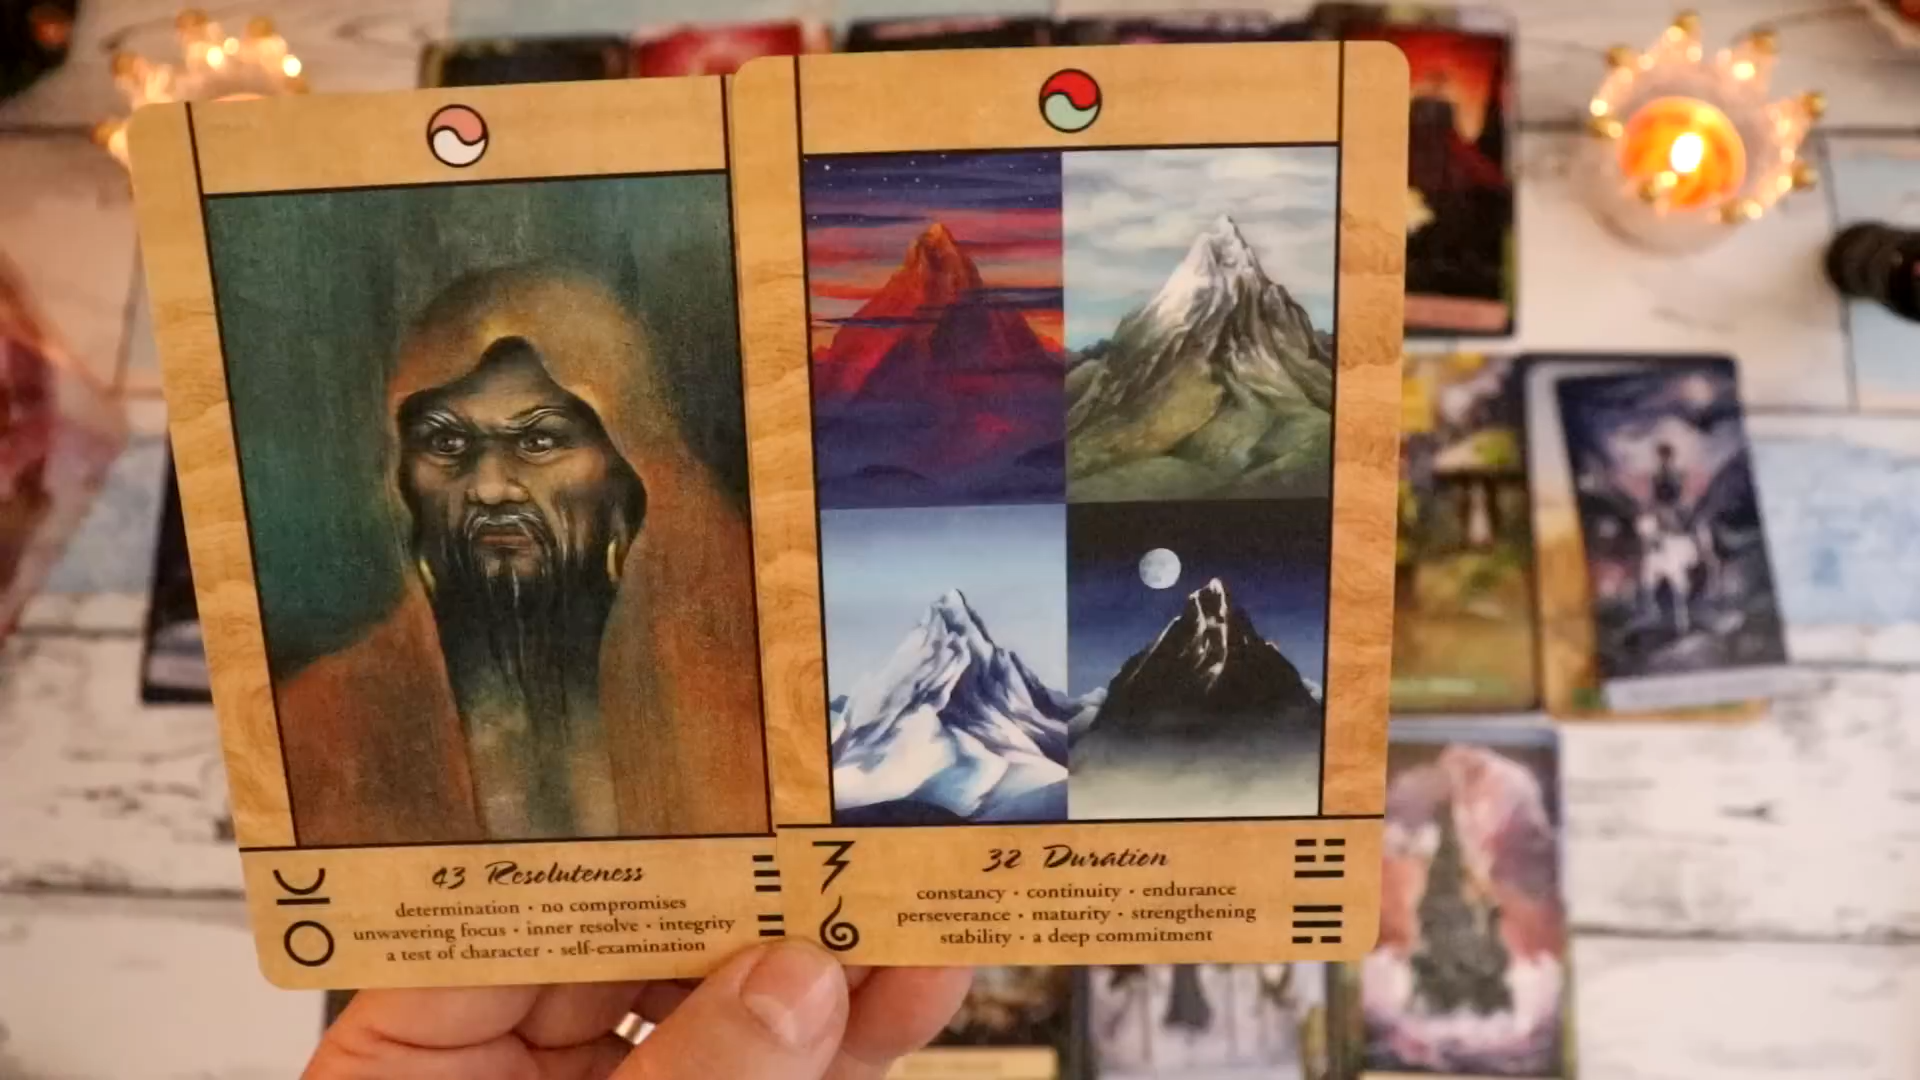 43 Resoluteness
determination · no compromises
unwavering focus · inner resolve · integrity
a test of character · self-examination
32 Duration
constancy · continuity · endurance
perseverance · maturity · strengthening
stability · a deep commitment